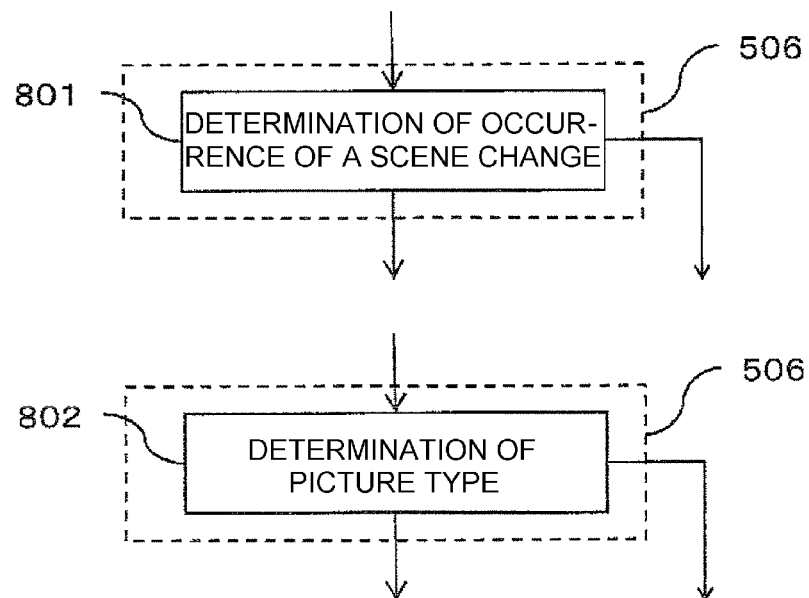 506
801
DETERMINATION OF OCCUR-
RENCE OF A SCENE CHANGE
506
802
DETERMINATION OF
PICTURE TYPE